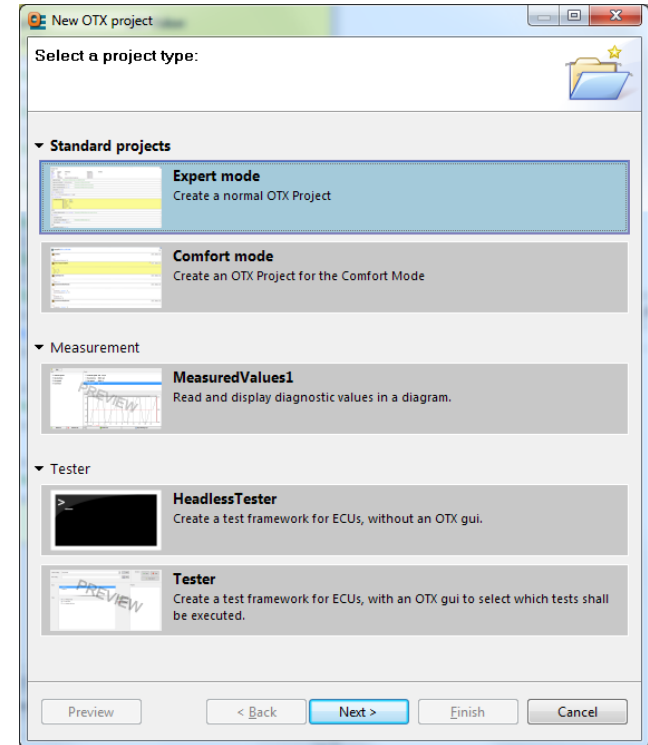 New OTX project
Select a project type:
Standard projects
Expert mode
Create a normal OTX Project
Comfort mode
Create an OTX Project for the Comfort Mode
Measurement
PREVIEW
MeasuredValues1
Read and display diagnostic values in a diagram.
Tester
HeadlessTester
Create a test framework for ECUs, without an OTX gui.
PREVIEW
Tester
Create a test framework for ECUs, with an OTX gui to select which tests shall
be executed.
Preview
< Back
Next >
Finish
Cancel